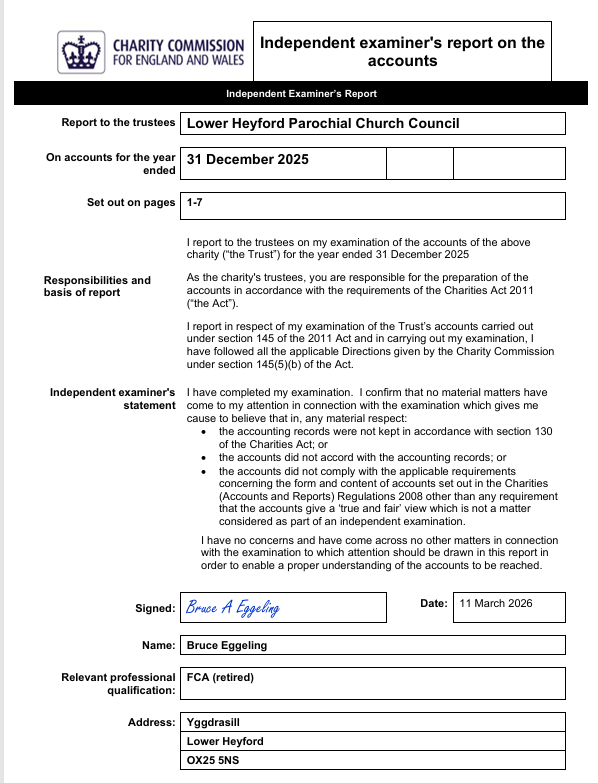 CHARITY COMMISSION
FOR ENGLAND AND WALES
Independent examiner's report on the
accounts
Independent Examiner's Report
Report to the trustees
Lower Heyford Parochial Church Council
On accounts for the year
ended
31 December 2025
Set out on pages
1-7
I report to the trustees on my examination of the accounts of the above
charity (“the Trust”) for the year ended 31 December 2025
Responsibilities and
basis of report
As the charity's trustees, you are responsible for the preparation of the
accounts in accordance with the requirements of the Charities Act 2011
(“the Act”).
I report in respect of my examination of the Trust’s accounts carried out
under section 145 of the 2011 Act and in carrying out my examination, I
have followed all the applicable Directions given by the Charity Commission
under section 145(5)(b) of the Act.
Independent examiner's
statement
I have completed my examination.  I confirm that no material matters have
come to my attention in connection with the examination which gives me
cause to believe that in, any material respect:
• the accounting records were not kept in accordance with section 130
of the Charities Act; or
• the accounts did not accord with the accounting records; or
• the accounts did not comply with the applicable requirements
concerning the form and content of accounts set out in the Charities
(Accounts and Reports) Regulations 2008 other than any requirement
that the accounts give a ‘true and fair’ view which is not a matter
considered as part of an independent examination.
I have no concerns and have come across no other matters in connection
with the examination to which attention should be drawn in this report in
order to enable a proper understanding of the accounts to be reached.
Signed:
Bruce A Eggeling
Date:
11 March 2026
Name:
Bruce Eggeling
Relevant professional
qualification:
FCA (retired)
Address:
Yggdrasill
Lower Heyford
OX25 5NS